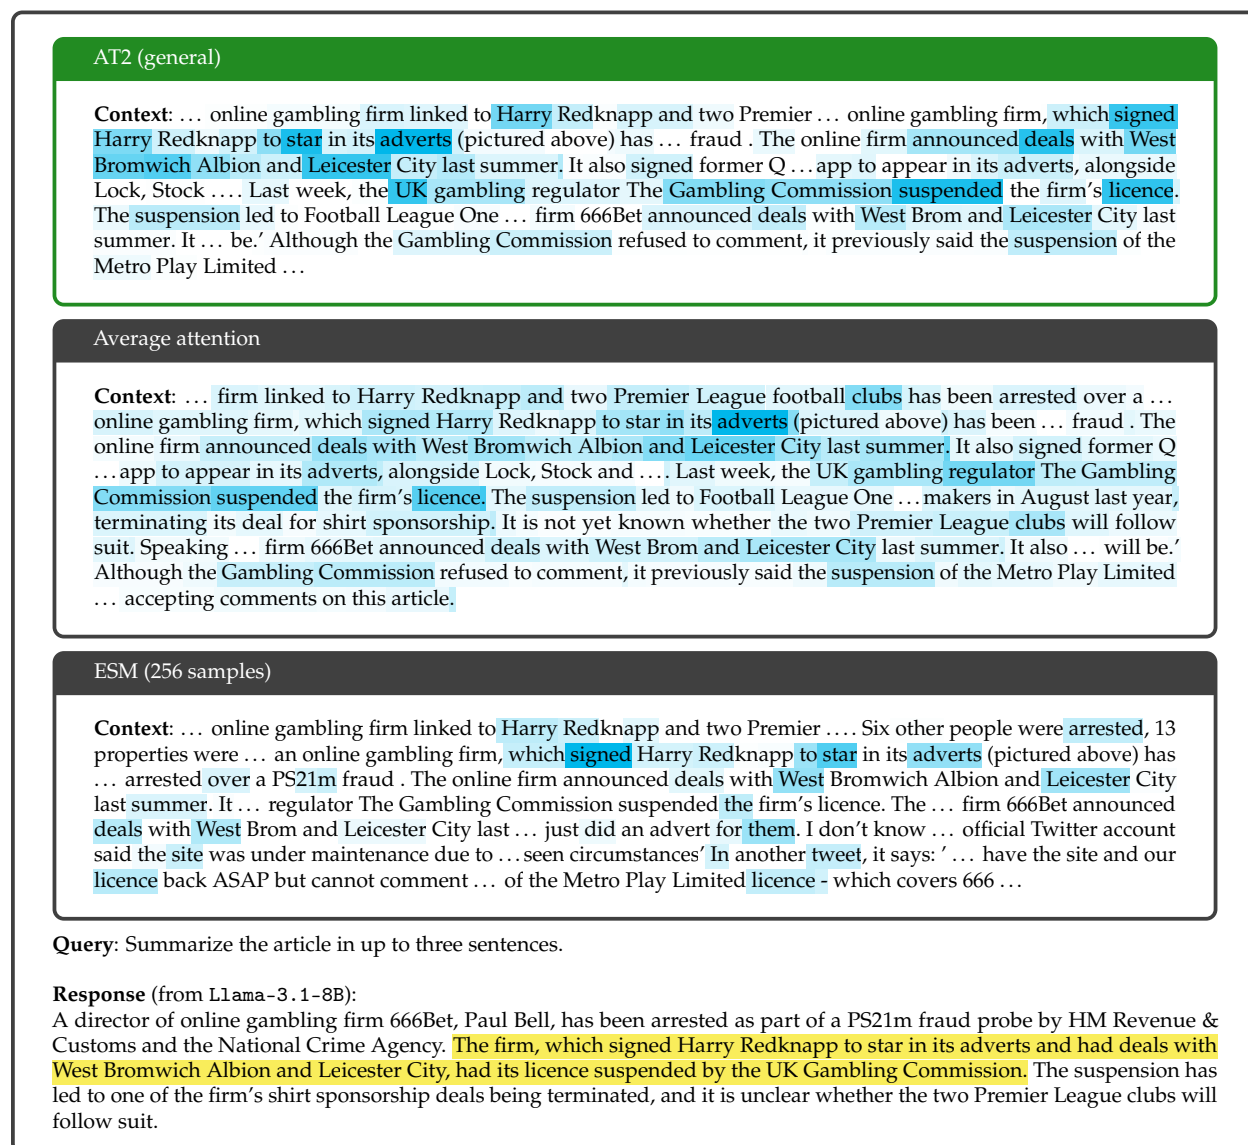 AT2 (general)
Context: ... online gambling firm linked to Harry Redknapp and two Premier ... online gambling firm, which signed
Harry Redknapp to star in its adverts (pictured above) has ... fraud . The online firm announced deals with West
Bromwich Albion and Leicester City last summer. It also signed former Q ...app to appear in its adverts, alongside
Lock, Stock .... Last week, the UK gambling regulator The Gambling Commission suspended the firm's licence.
The suspension led to Football League One ... firm 666Bet announced deals with West Brom and Leicester City last
summer. It ... be.' Although the Gambling Commission refused to comment, it previously said the suspension of the
Metro Play Limited ...
Average attention
Context: ... firm linked to Harry Redknapp and two Premier League football clubs has been arrested over a ...
online gambling firm, which signed Harry Redknapp to star in its adverts (pictured above) has been ... fraud . The
online firm announced deals with West Bromwich Albion and Leicester City last summer. It also signed former Q
...app to appear in its adverts, alongside Lock, Stock and .... Last week, the UK gambling regulator The Gambling
Commission suspended the firm's licence. The suspension led to Football League One ...makers in August last year,
terminating its deal for shirt sponsorship. It is not yet known whether the two Premier League clubs will follow
suit. Speaking ... firm 666Bet announced deals with West Brom and Leicester City last summer. It also ... will be.'
Although the Gambling Commission refused to comment, it previously said the suspension of the Metro Play Limited
... accepting comments on this article.
ESM (256 samples)
Context: ... online gambling firm linked to Harry Redknapp and two Premier .... Six other people were arrested, 13
properties were ... an online gambling firm, which signed Harry Redknapp to star in its adverts (pictured above) has
... arrested over a PS21m fraud . The online firm announced deals with West Bromwich Albion and Leicester City
last summer. It ... regulator The Gambling Commission suspended the firm's licence. The ... firm 666Bet announced
deals with West Brom and Leicester City last ... just did an advert for them. I don't know ... official Twitter account
said the site was under maintenance due to ...seen circumstances' In another tweet, it says: ' ... have the site and our
licence back ASAP but cannot comment ... of the Metro Play Limited licence - which covers 666 ...
Query: Summarize the article in up to three sentences.
Response (from Llama-3.1-8B):
A director of online gambling firm 666Bet, Paul Bell, has been arrested as part of a PS21m fraud probe by HM Revenue &
Customs and the National Crime Agency. The firm, which signed Harry Redknapp to star in its adverts and had deals with
West Bromwich Albion and Leicester City, had its licence suspended by the UK Gambling Commission. The suspension has
led to one of the firm's shirt sponsorship deals being terminated, and it is unclear whether the two Premier League clubs will
follow suit.